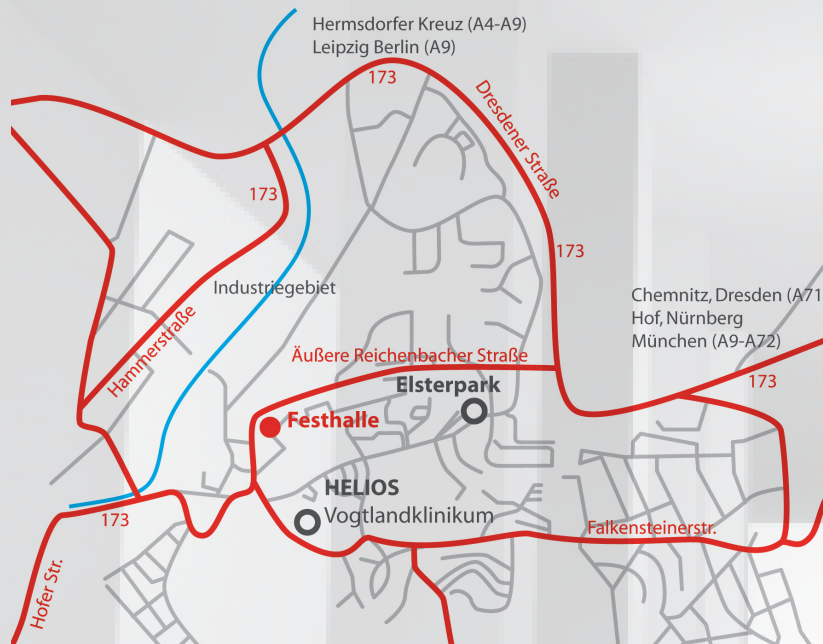 Hermsdorfer Kreuz (A4-A9)
Leipzig Berlin (A9)
173
Dresdener Straße
173
173
Industriegebiet
Chemnitz, Dresden (A71
Hof, Nürnberg
München (A9-A72)
Hammerstraße
Äußere Reichenbacher Straße
173
Elsterpark
Festhalle
HELIOS
Vogtlandklinikum
173
Falkensteinerstr.
Hofer Str.